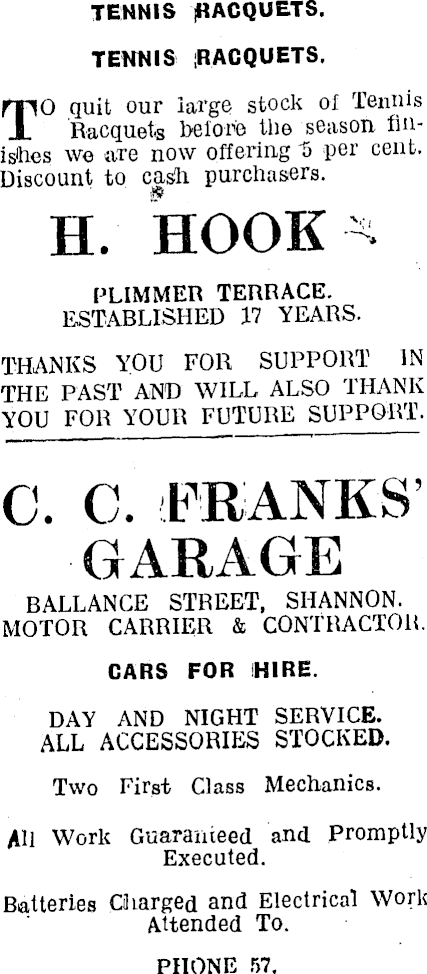 TENNIS RACQUETS.
TENNIS RACQUETS.
TO quit our large stock of Tennis
Racquets before the season fin-
ishes we are now offering 5 per cent.
Discount to cash purchasers.
H. HOOK
PLIMMER TERRACE.
ESTABLISHED 17 YEARS.
THANKS YOU FOR SUPPORT IN
THE PAST AND WILL ALSO THANK
YOU FOR YOUR FUTURE SUPPORT.
C. C. FRANKS'
GARAGE
BALLANCE STREET, SHANNON.
MOTOR CARRIER & CONTRACTOR.
CARS FOR HIRE.
DAY AND NIGHT SERVICE.
ALL ACCESSORIES STOCKED.
Two First Class Mechanics.
All Work Guaranteed and Promptly
Executed.
Batteries Charged and Electrical Work
Attended To.
PHONE 57.